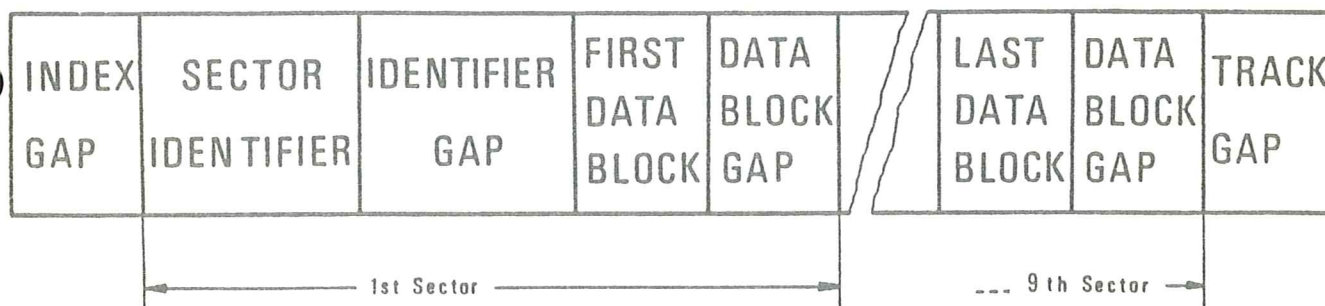 INDEX
GAP
SECTOR
IDENTIFIER
IDENTIFIER
GAP
FIRST
DATA
BLOCK
DATA
BLOCK
GAP
LAST
DATA
BLOCK
DATA
BLOCK
GAP
TRACK
GAP
1st Sector
--- 9th Sector